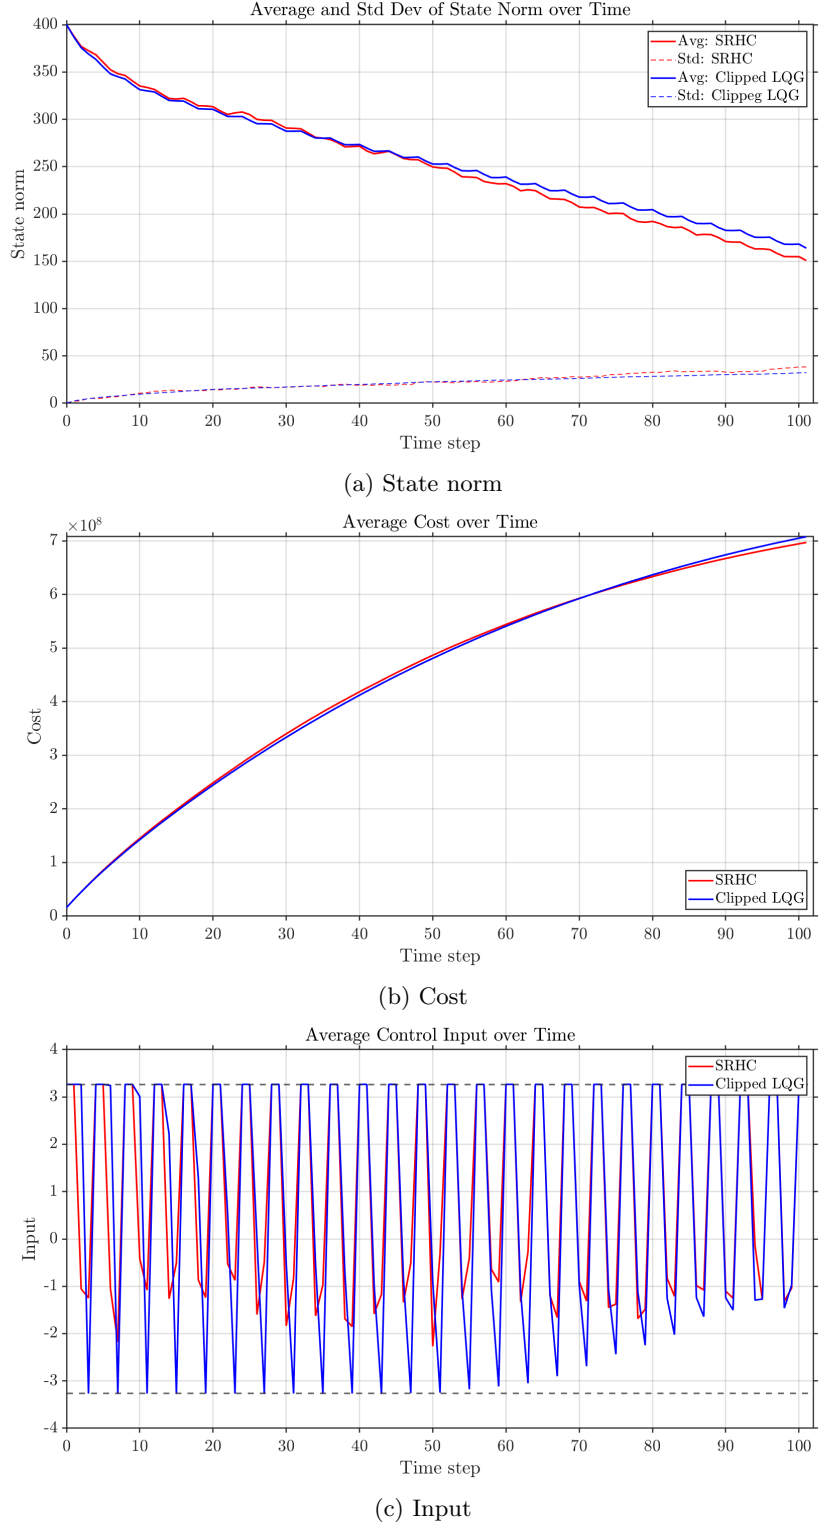 Average and Std Dev of State Norm over Time
400
350
300
250
200
150
100
50
0
State norm
Avg: SRHC
Std: SRHC
Avg: Clipped LQG
Std: Clippeg LQG
0 10 20 30 40 50 60 70 80 90 100
Time step
(a) State norm
×10⁸
Average Cost over Time
7
6
5
4
3
2
1
0
Cost
SRHC
Clipped LQG
0 10 20 30 40 50 60 70 80 90 100
Time step
(b) Cost
Average Control Input over Time
4
3
2
1
0
-1
-2
-3
-4
Input
SRHC
Clipped LQG
0 10 20 30 40 50 60 70 80 90 100
Time step
(c) Input